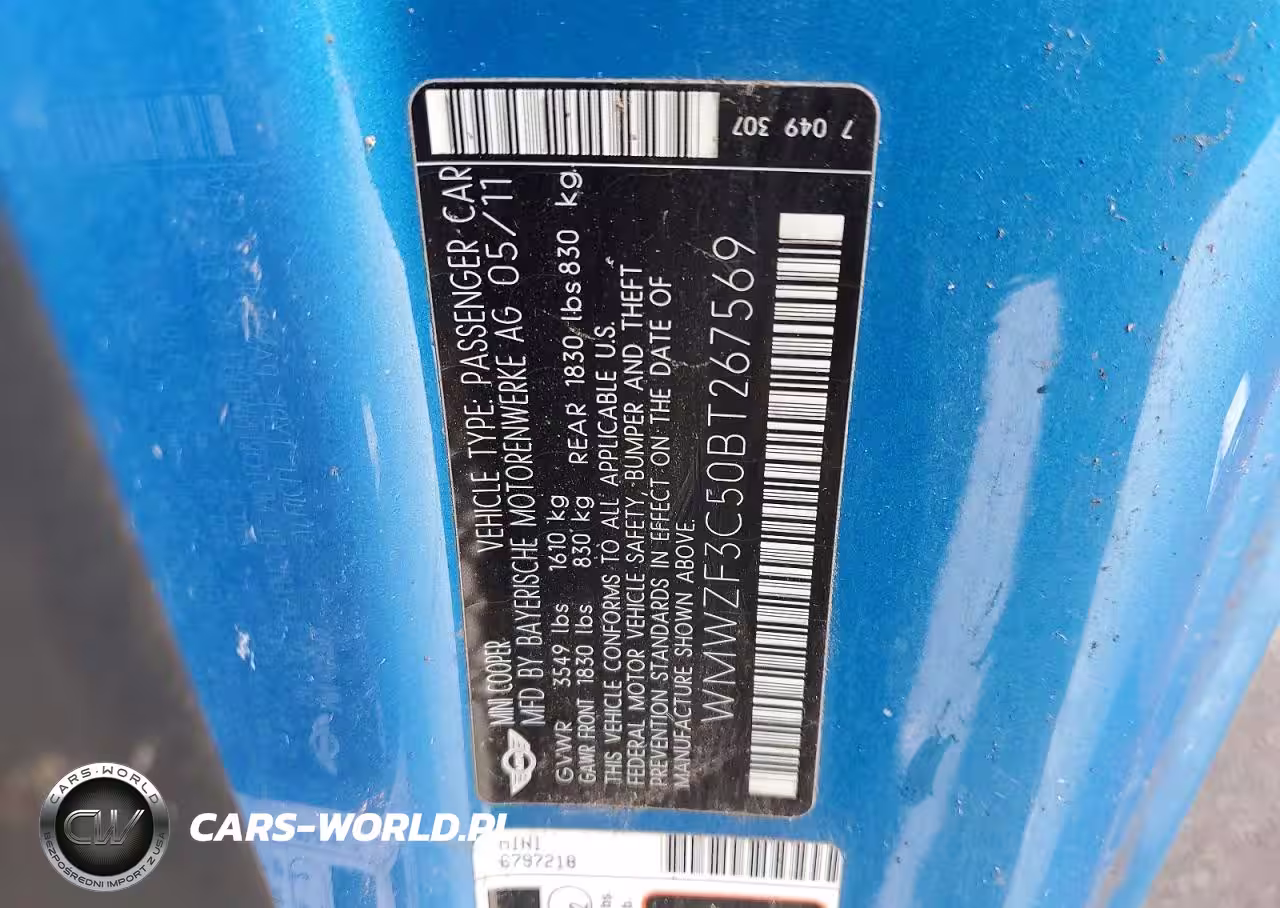 7 049 307
MINI COOPER VEHICLE TYPE: PASSENGER CAR
MFD BY BAYERISCHE MOTORENWERKE AG 05/11
GVWR 3549 lbs 1610 kg
GAWR FRONT 1830 lbs 830 kg REAR 1830 lbs 830 kg
THIS VEHICLE CONFORMS TO ALL APPLICABLE U.S.
FEDERAL MOTOR VEHICLE SAFETY, BUMPER AND THEFT
PREVENTION STANDARDS IN EFFECT ON THE DATE OF
MANUFACTURE SHOWN ABOVE.
WMWZF3C50BT267569
MINI
6797218
CARS-WORLD
CW
BEZPOŚREDNI IMPORT Z USA
CARS-WORLD.PL